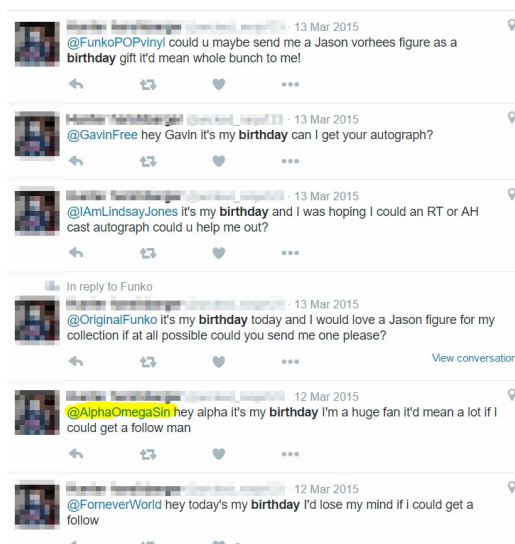 · 13 Mar 2015
@FunkoPOPvinyl could u maybe send me a Jason vorhees figure as a
birthday gift it'd mean whole bunch to me!
· 13 Mar 2015
@GavinFree hey Gavin it's my birthday can I get your autograph?
· 13 Mar 2015
@IAmLindsayJones it's my birthday and I was hoping I could an RT or AH
cast autograph could u help me out?
In reply to Funko
· 13 Mar 2015
@OriginalFunko it's my birthday today and I would love a Jason figure for my
collection if at all possible could you send me one please?
View conversation
· 12 Mar 2015
@AlphaOmegaSin hey alpha it's my birthday I'm a huge fan it'd mean a lot if I
could get a follow man
· 12 Mar 2015
@ForneverWorld hey today's my birthday I'd lose my mind if i could get a
follow